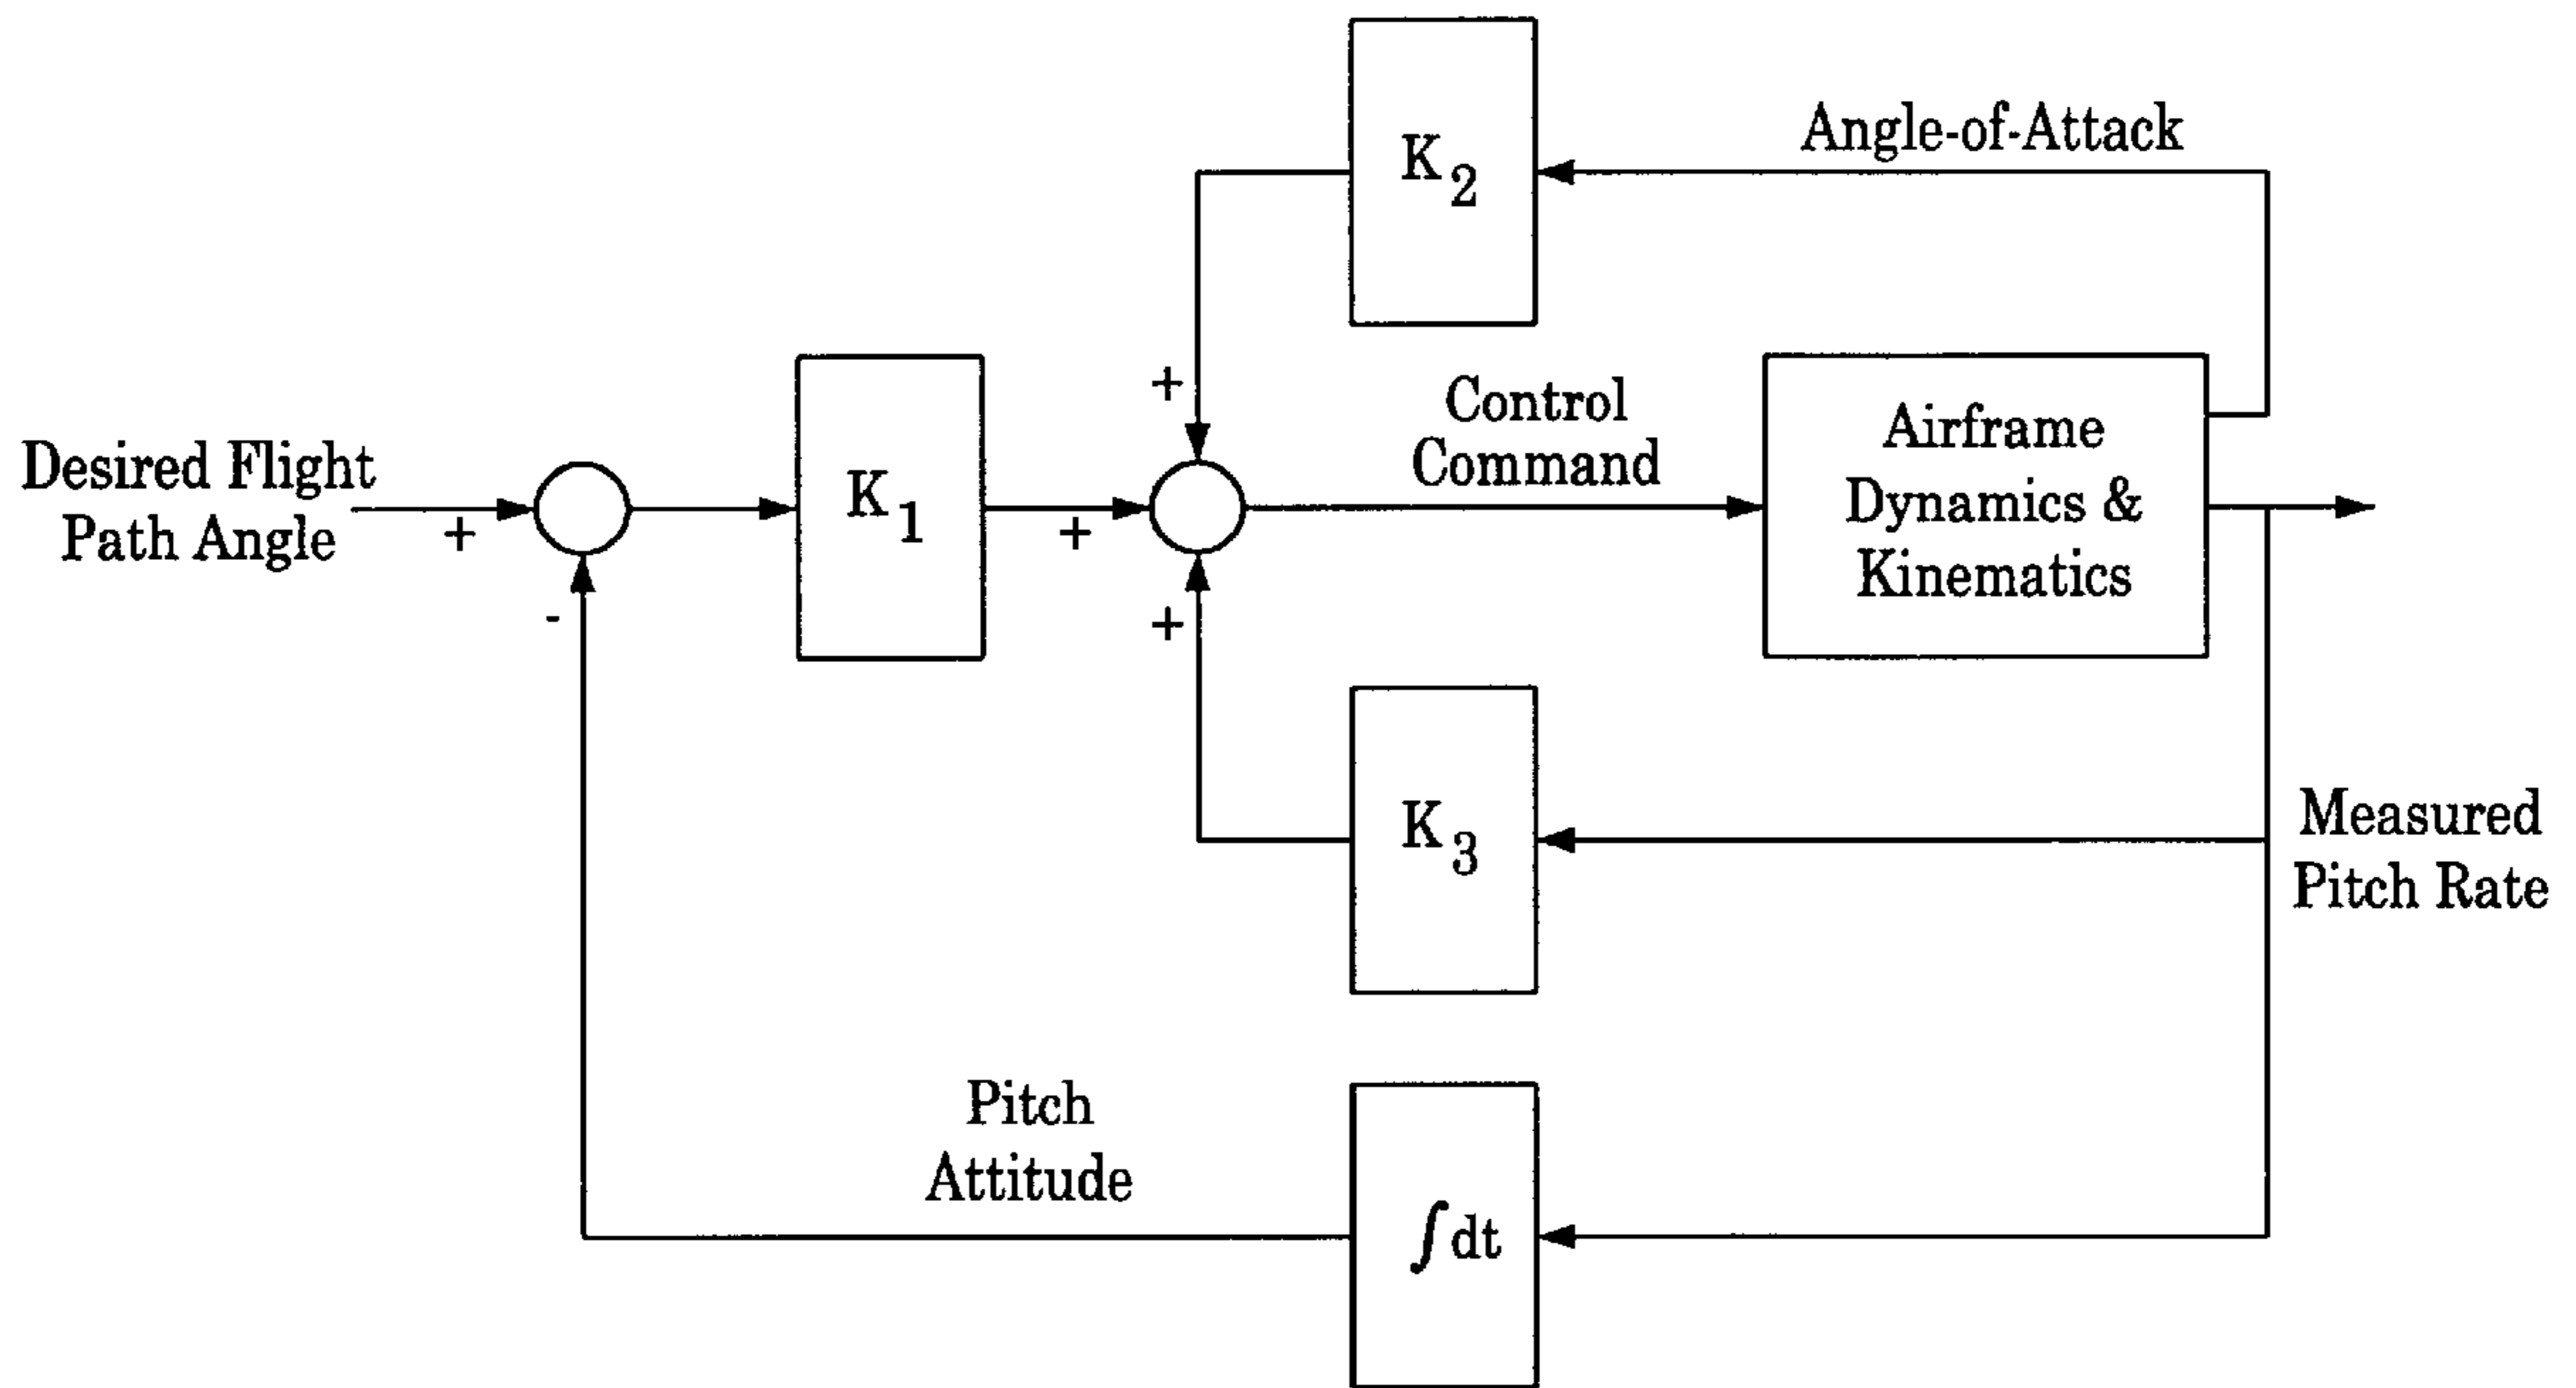 K2
Angle-of-Attack
+
Control
Command
Airframe
Dynamics &
Kinematics
Desired Flight
Path Angle
+
-
K1
+
+
K3
Measured
Pitch Rate
Pitch
Attitude
∫dt